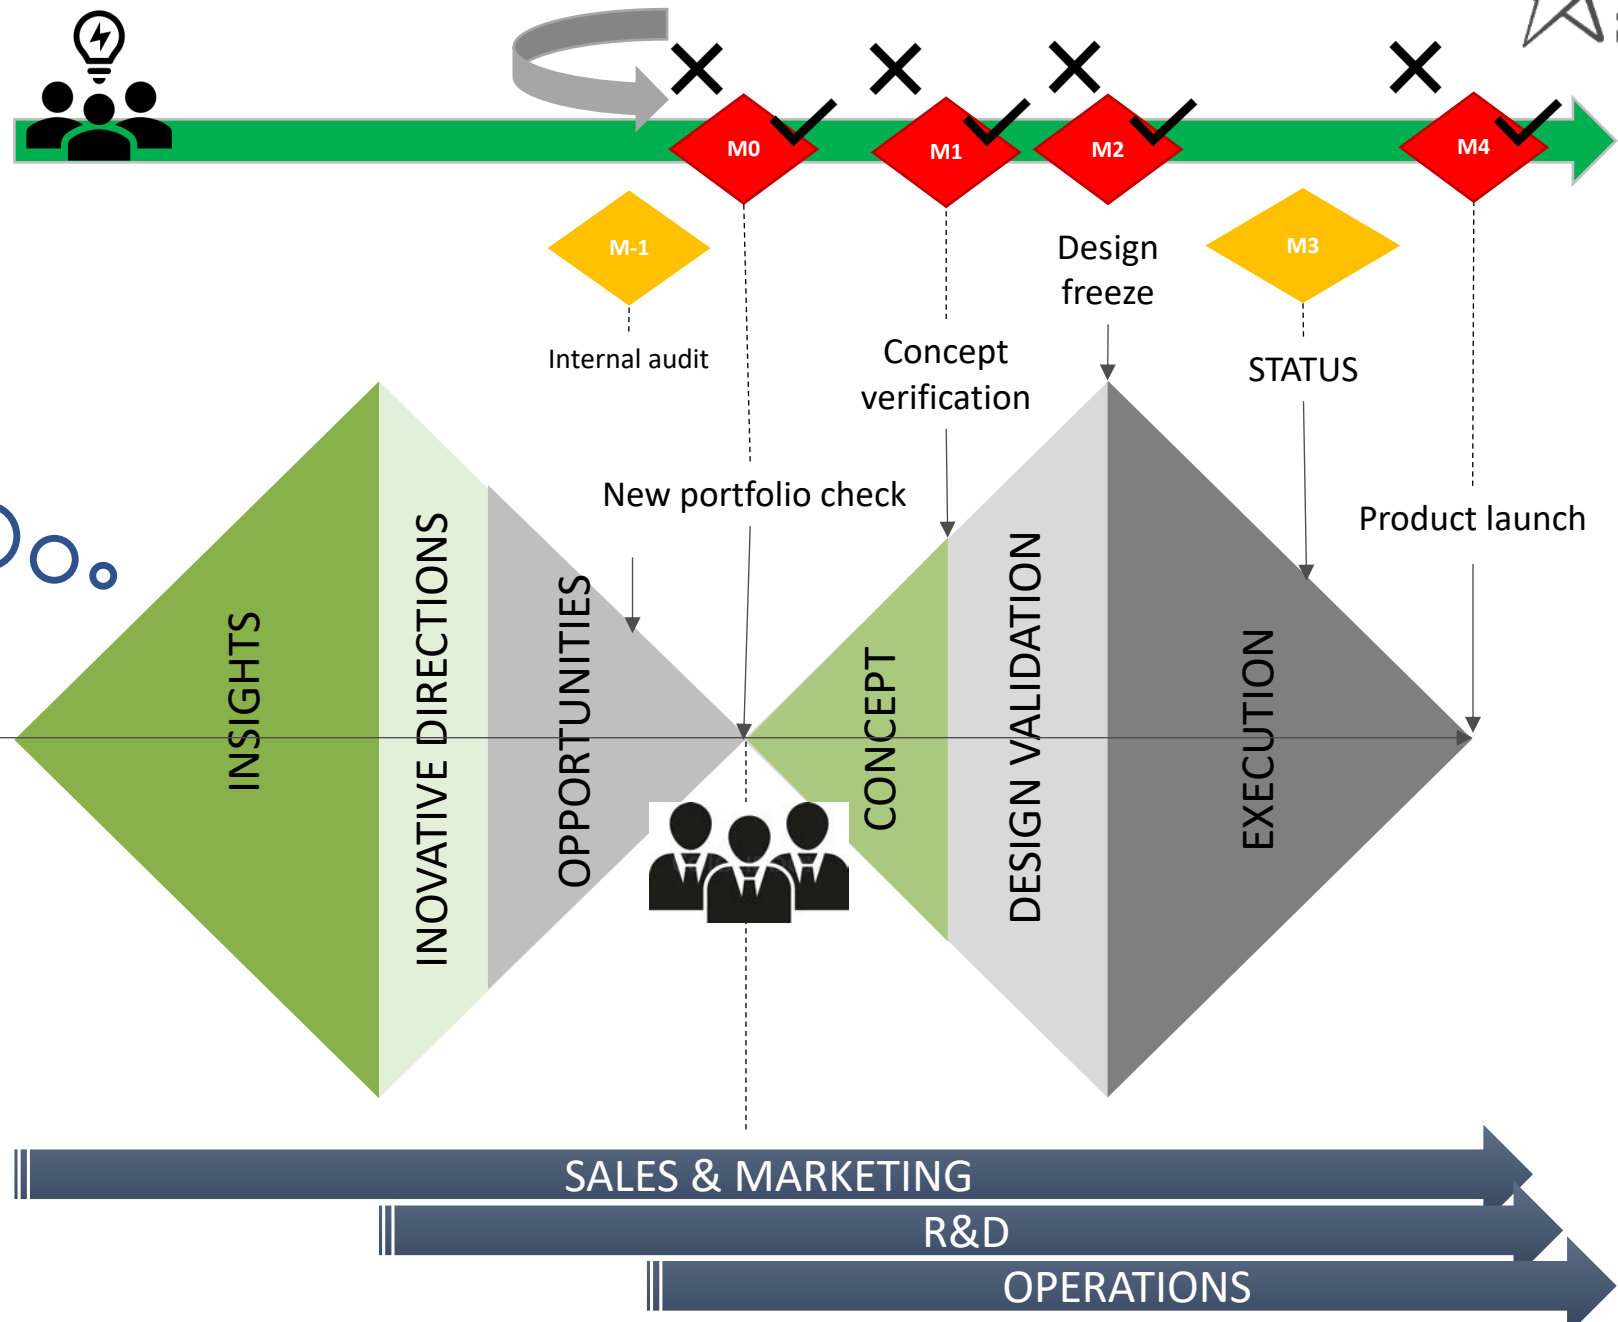 M0
M1
M2
M4
M-1
M3
Design
freeze
Internal audit
Concept
verification
STATUS
New portfolio check
Product launch
INSIGHTS
INOVATIVE DIRECTIONS
OPPORTUNITIES
CONCEPT
DESIGN VALIDATION
EXECUTION
SALES & MARKETING
R&D
OPERATIONS